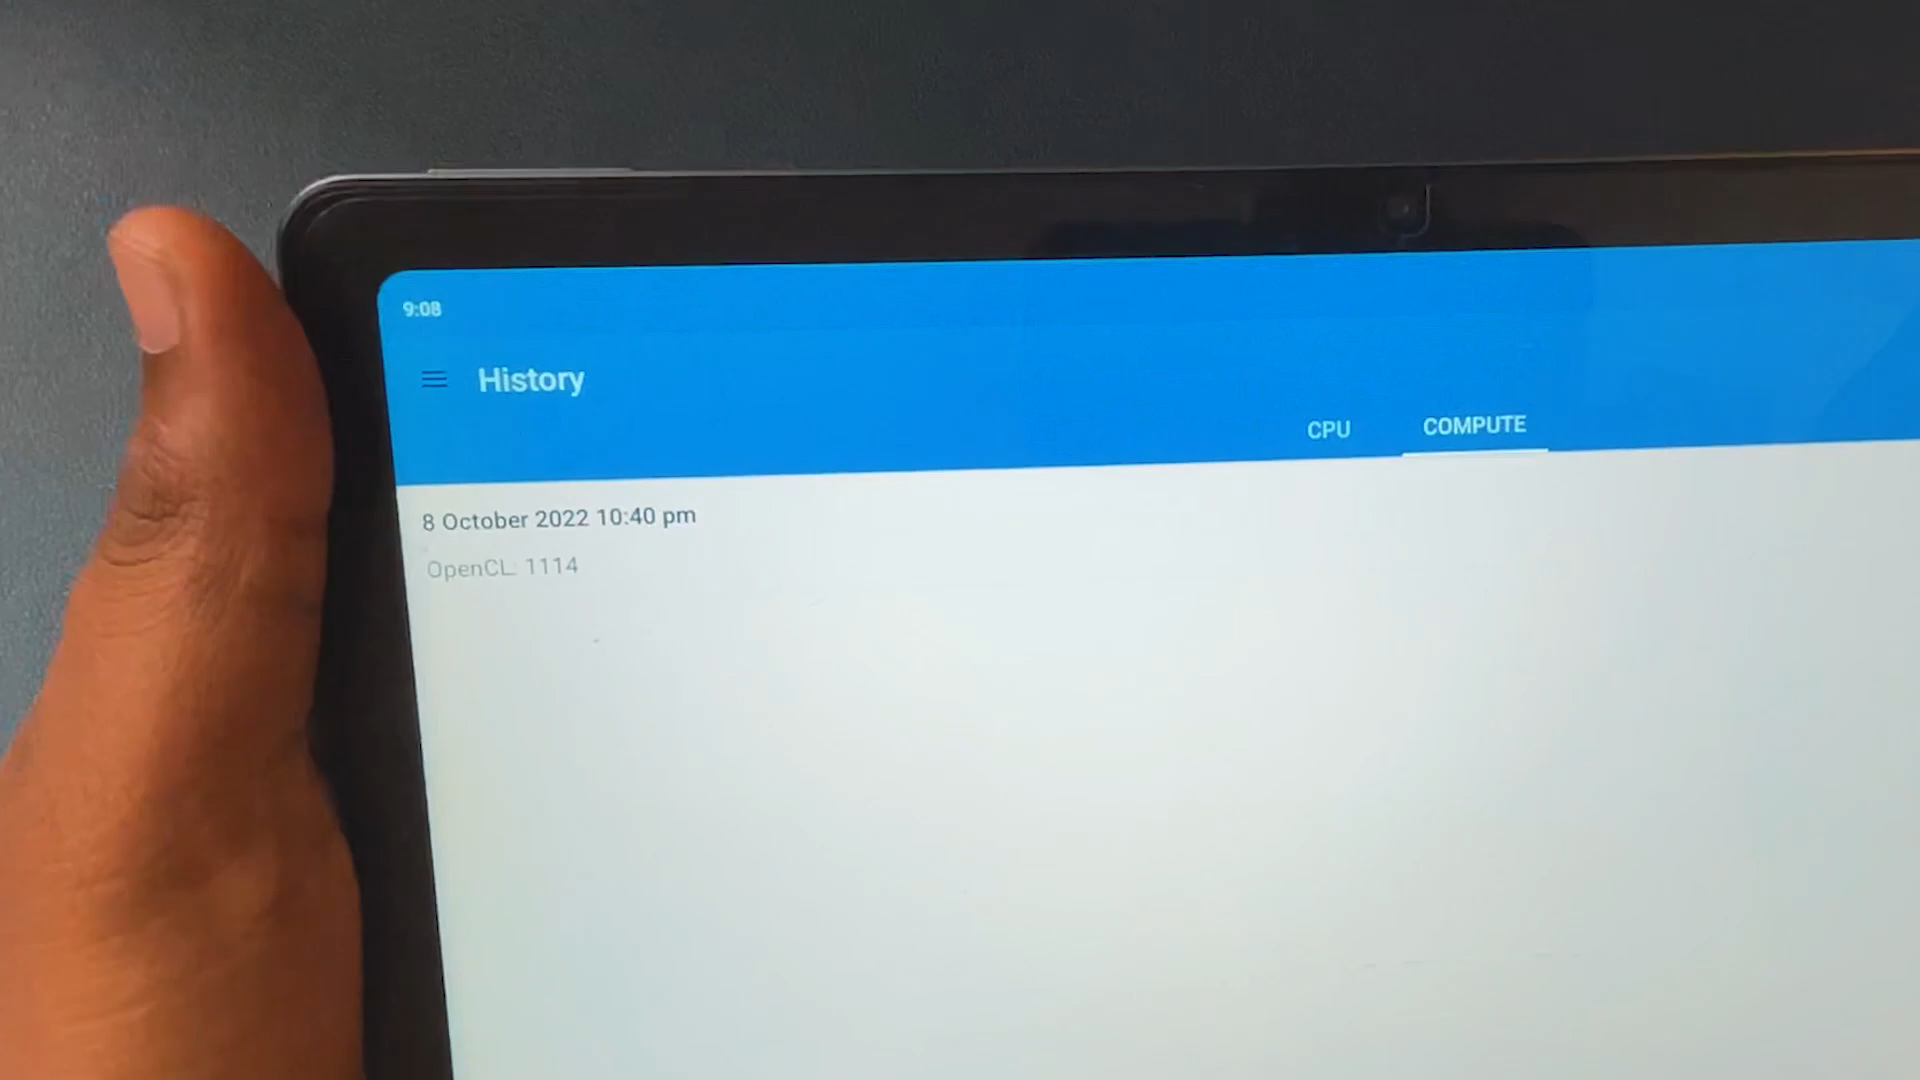 9:08
History
CPU COMPUTE
8 October 2022 10:40 pm
OpenCL: 1114